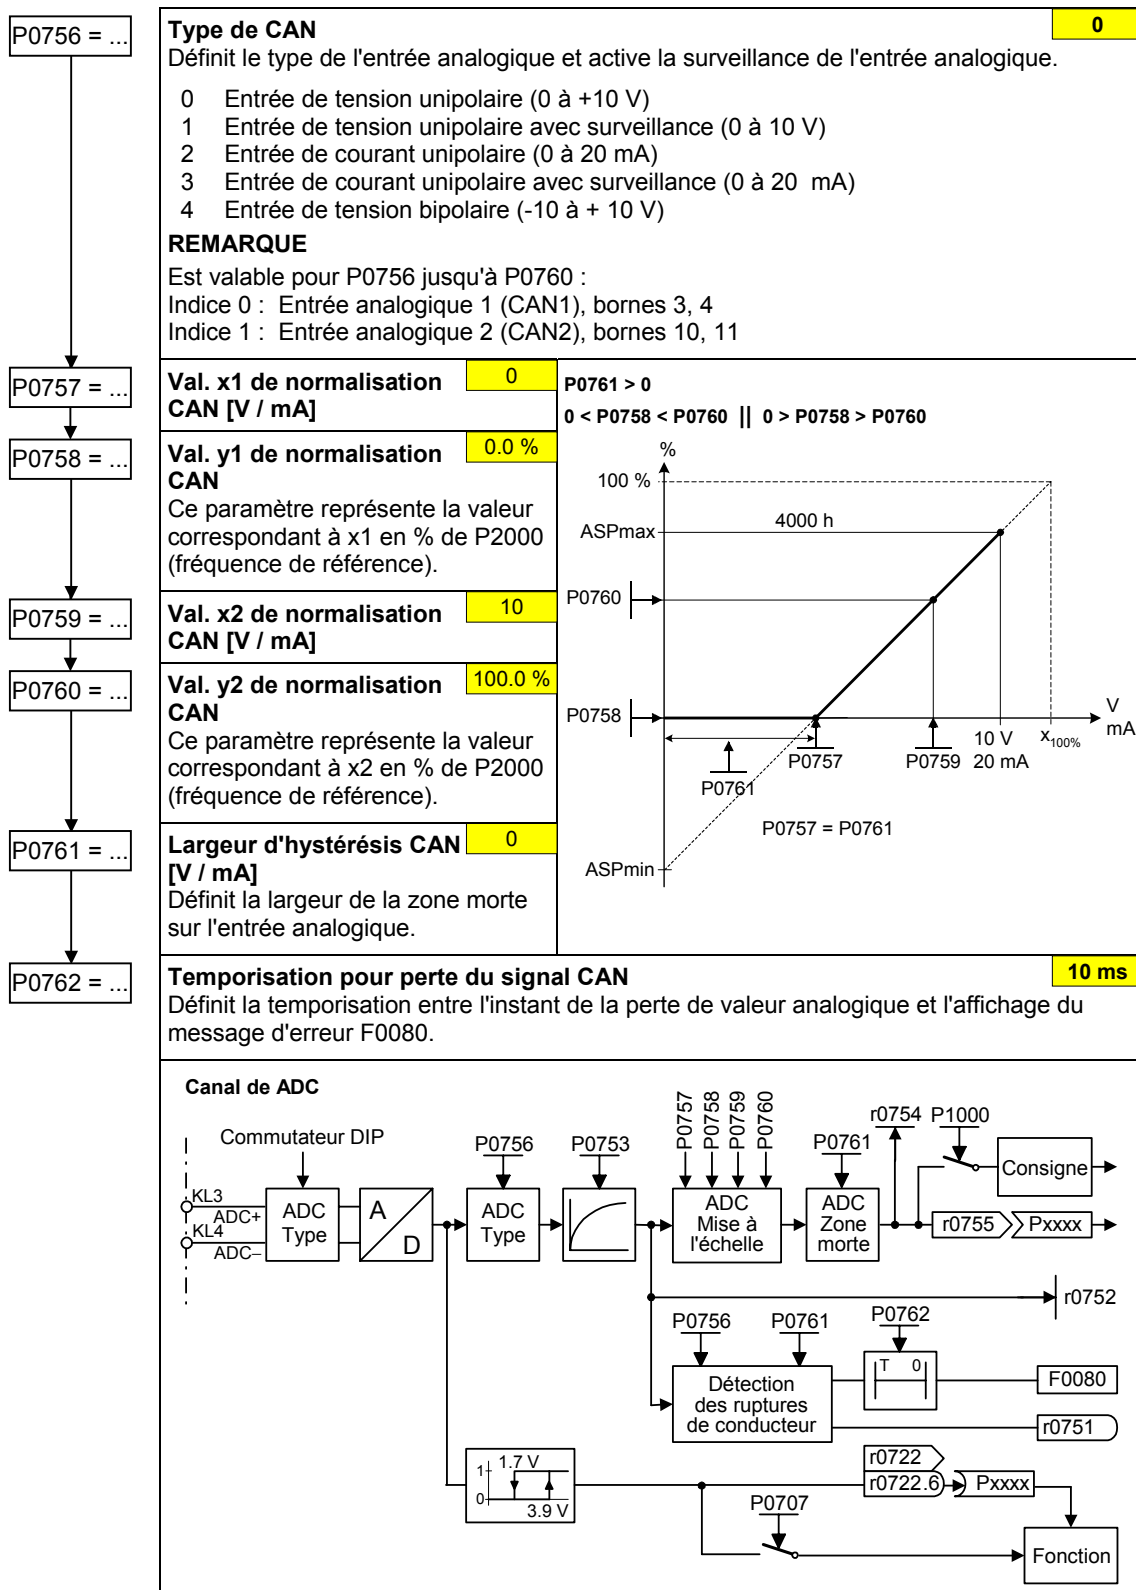 P0756 = ...
Type de CAN
0
Définit le type de l'entrée analogique et active la surveillance de l'entrée analogique.
0 Entrée de tension unipolaire (0 à +10 V)
1 Entrée de tension unipolaire avec surveillance (0 à 10 V)
2 Entrée de courant unipolaire (0 à 20 mA)
3 Entrée de courant unipolaire avec surveillance (0 à 20 mA)
4 Entrée de tension bipolaire (-10 à + 10 V)
REMARQUE
Est valable pour P0756 jusqu'à P0760 :
Indice 0 : Entrée analogique 1 (CAN1), bornes 3, 4
Indice 1 : Entrée analogique 2 (CAN2), bornes 10, 11
P0757 = ...
Val. x1 de normalisation
CAN [V / mA]
0
P0758 = ...
Val. y1 de normalisation
CAN
0.0 %
Ce paramètre représente la valeur
correspondant à x1 en % de P2000
(fréquence de référence).
P0759 = ...
Val. x2 de normalisation
CAN [V / mA]
10
P0760 = ...
Val. y2 de normalisation
CAN
100.0 %
Ce paramètre représente la valeur
correspondant à x2 en % de P2000
(fréquence de référence).
P0761 = ...
Largeur d'hystérésis CAN
[V / mA]
0
Définit la largeur de la zone morte
sur l'entrée analogique.
P0761 > 0
0 < P0758 < P0760 || 0 > P0758 > P0760
%
100 %
4000 h
ASPmax
P0760
P0758
V
mA
10 V
20 mA
x100%
P0757
P0759
P0761
P0757 = P0761
ASPmin
P0762 = ...
Temporisation pour perte du signal CAN
10 ms
Définit la temporisation entre l'instant de la perte de valeur analogique et l'affichage du
message d'erreur F0080.
Canal de ADC
Commutateur DIP
KL3
ADC+
KL4
ADC−
ADC
Type
A
D
P0756
ADC
Type
P0753
P0757
P0758
P0759
P0760
ADC
Mise à
l'échelle
P0761
ADC
Zone
morte
r0754
P1000
Consigne
r0755
Pxxxx
r0752
P0756
P0761
P0762
Détection
des ruptures
de conducteur
T 0
F0080
r0751
1.7 V
1
0
3.9 V
r0722
r0722.6
Pxxxx
P0707
Fonction